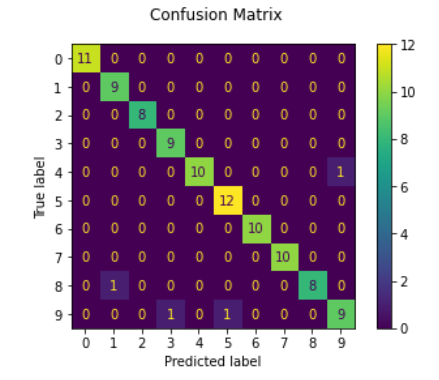 Confusion Matrix
0 11 0 0 0 0 0 0 0 0 0
1 0 9 0 0 0 0 0 0 0 0
2 0 0 8 0 0 0 0 0 0 0
3 0 0 0 9 0 0 0 0 0 0
4 0 0 0 0 10 0 0 0 0 1
5 0 0 0 0 0 12 0 0 0 0
6 0 0 0 0 0 0 10 0 0 0
7 0 0 0 0 0 0 0 10 0 0
8 0 1 0 0 0 0 0 0 8 0
9 0 0 0 1 0 1 0 0 0 9
0 1 2 3 4 5 6 7 8 9
Predicted label
True label
12
10
8
6
4
2
0